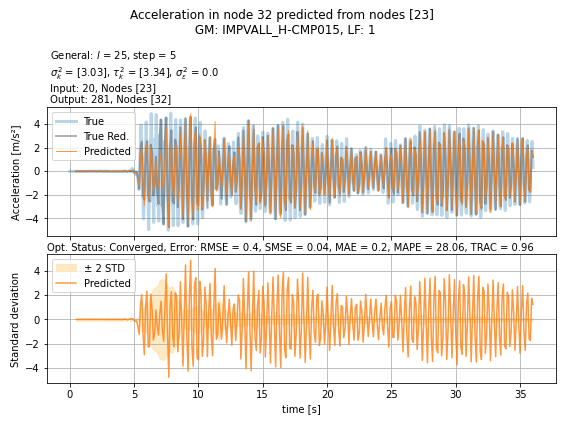 Acceleration in node 32 predicted from nodes [23]
GM: IMPVALL_H-CMP015, LF: 1
General: l = 25, step = 5
σ²ₖ = [3.03], τ²ₖ = [3.34], σ²ε = 0.0
Input: 20, Nodes [23]
Output: 281, Nodes [32]
True
True Red.
Predicted
Acceleration [m/s²]
4
2
0
−2
−4
Opt. Status: Converged, Error: RMSE = 0.4, SMSE = 0.04, MAE = 0.2, MAPE = 28.06, TRAC = 0.96
± 2 STD
Predicted
Standard deviation
4
2
0
−2
−4
0 5 10 15 20 25 30 35
time [s]